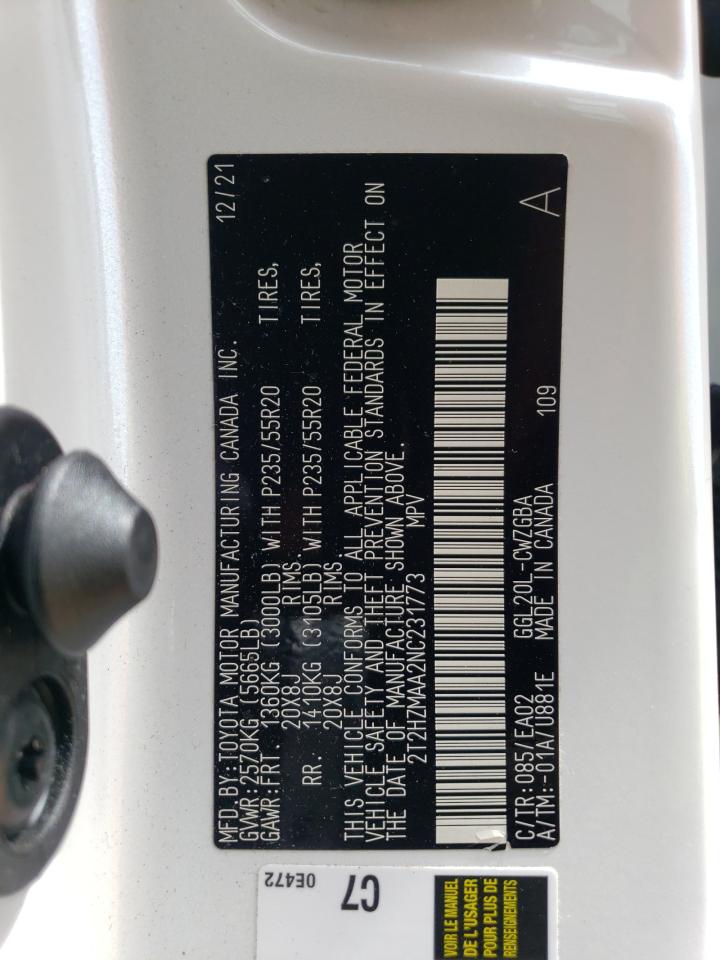 MFD.BY:TOYOTA MOTOR MANUFACTURING CANADA INC. 12/21
GVWR:2570KG (5665LB)
GAWR:FRT. 1360KG (3000LB) WITH P235/55R20 TIRES,
20X8J RIMS.
RR. 1410KG (3105LB) WITH P235/55R20 TIRES,
20X8J RIMS.
THIS VEHICLE CONFORMS TO ALL APPLICABLE FEDERAL MOTOR
VEHICLE SAFETY AND THEFT PREVENTION STANDARDS IN EFFECT ON
THE DATE OF MANUFACTURE SHOWN ABOVE.
2T2HZMAA2NC231773 MPV
C/TR:085/EA02 GGL20L-CWZGBA
A/TM:-01A/U881E MADE IN CANADA 109 A
0E472
C7
VOIR LE MANUEL
DE L'USAGER
POUR PLUS DE
RENSEIGNEMENTS